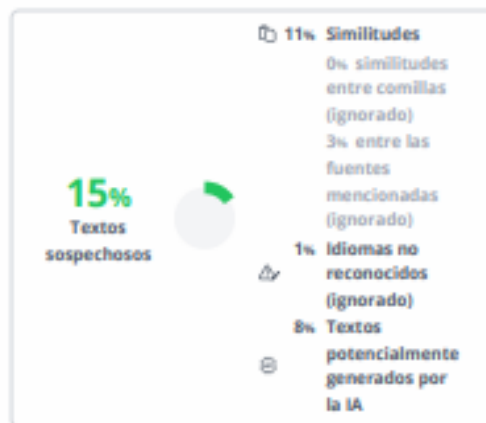 15%
Textos
sospechosos
11% Similitudes
0% similitudes
entre comillas
(ignorado)
3% entre las
fuentes
mencionadas
(ignorado)
1% Idiomas no
reconocidos
(ignorado)
8% Textos
potencialmente
generados por
la IA